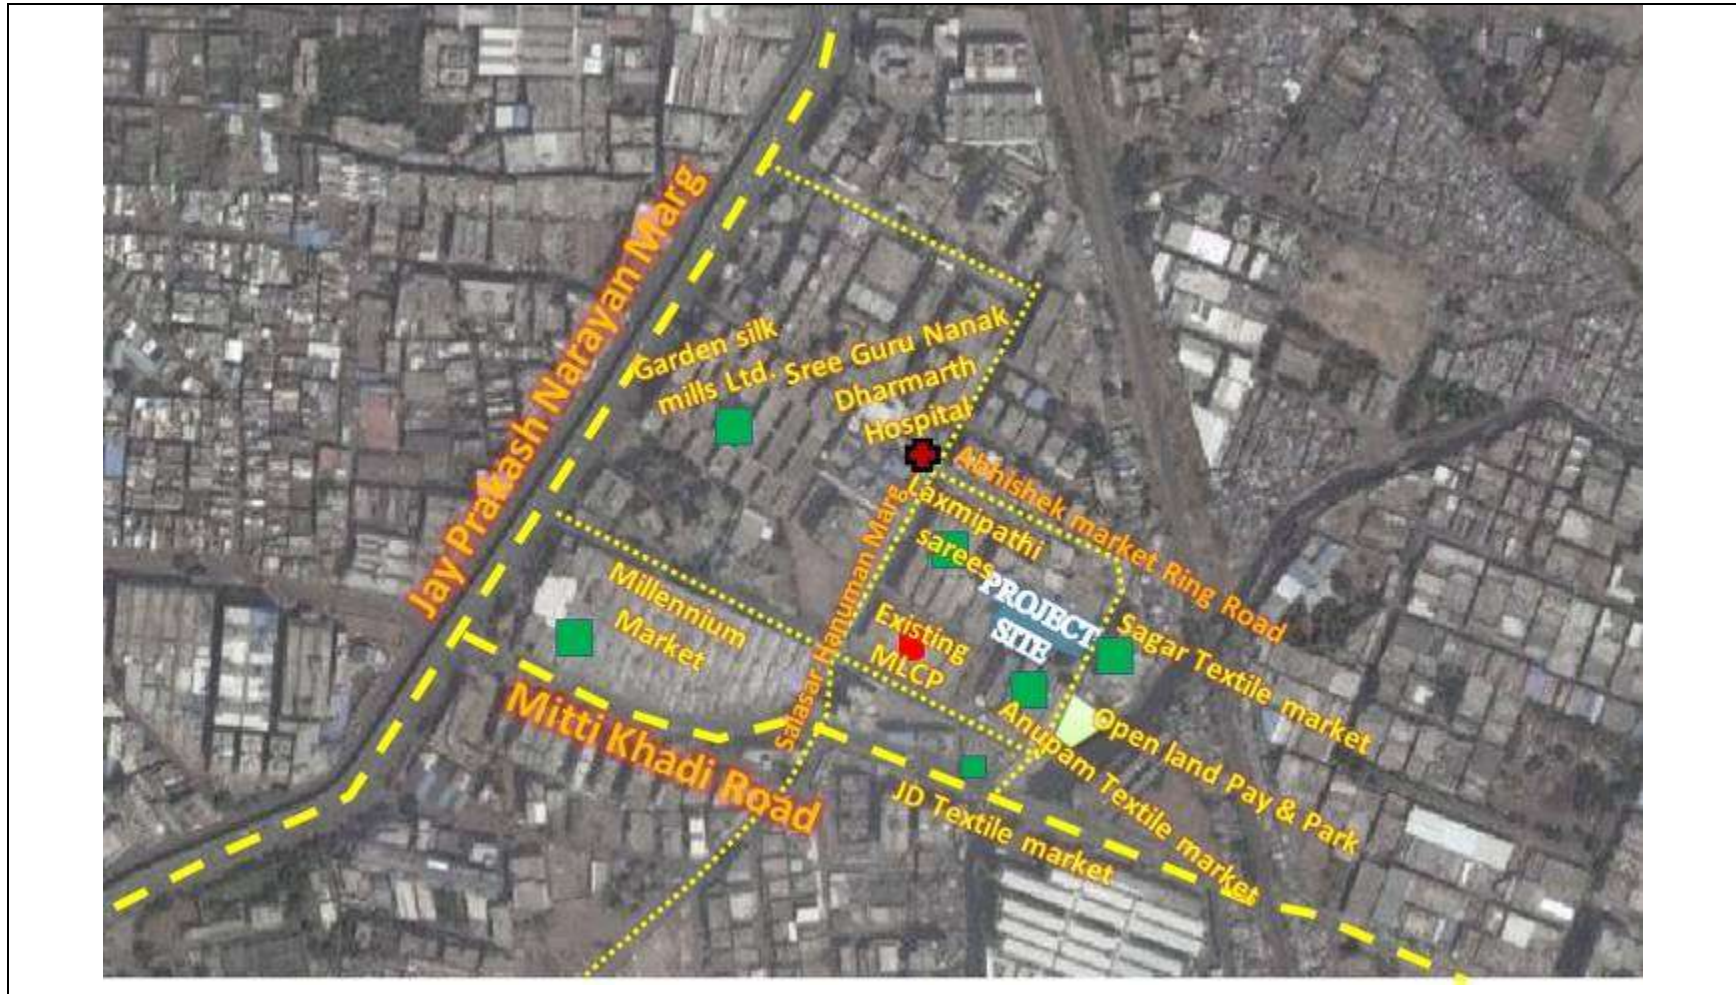 Jay Prakash Narayan Marg
Garden silk
mills Ltd.
Sree Guru Nanak
Dharmarth
Hospital
Abhishek market Ring Road
Laxmipathi
sarees
Salasar Hanuman Marg
Millennium
Market
PROJECT
SITE
Existing
MLCP
Sagar Textile market
Mitti Khadi Road
Anupam Textile market
Open land Pay & Park
JD Textile market